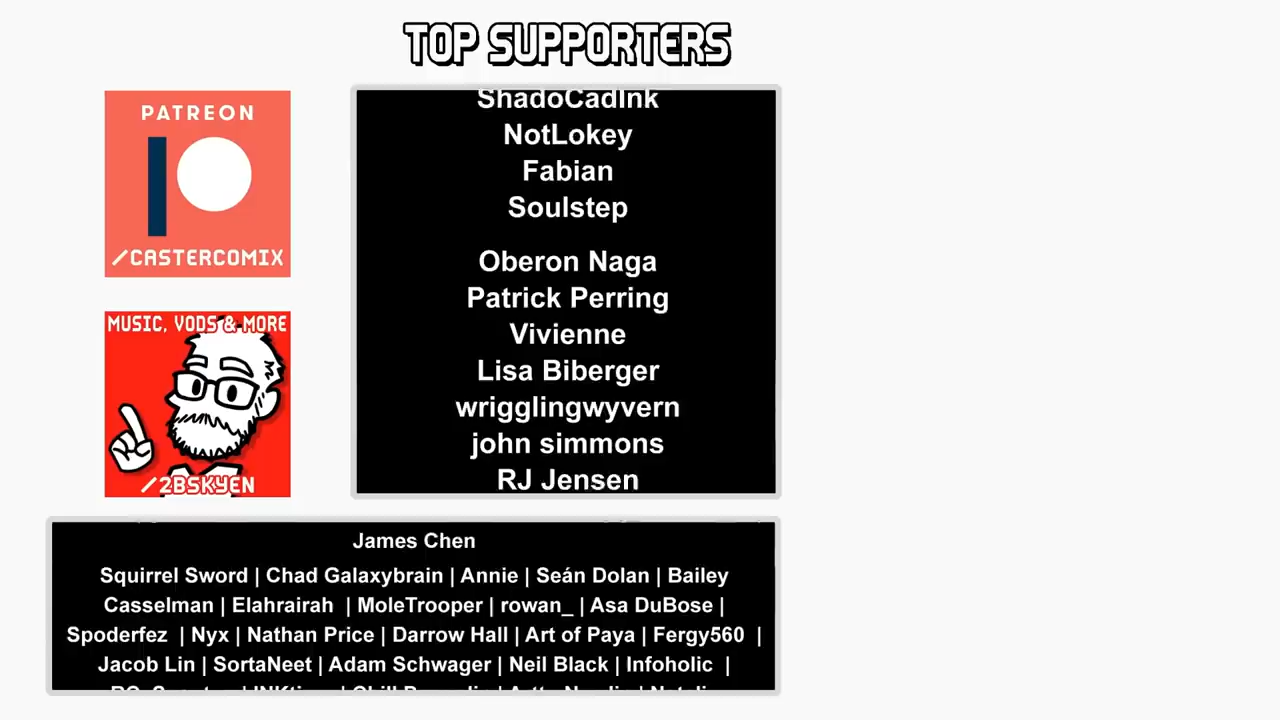 TOP SUPPORTERS
PATREON
/CASTERCOMIX
MUSIC, VODS & MORE
/2BSKYEN
ShadoCadInk
NotLokey
Fabian
Soulstep
Oberon Naga
Patrick Perring
Vivienne
Lisa Biberger
wrigglingwyvern
john simmons
RJ Jensen
James Chen
Squirrel Sword | Chad Galaxybrain | Annie | Seán Dolan | Bailey
Casselman | Elahrairah | MoleTrooper | rowan_ | Asa DuBose |
Spoderfez | Nyx | Nathan Price | Darrow Hall | Art of Paya | Fergy560 |
Jacob Lin | SortaNeet | Adam Schwager | Neil Black | Infoholic |